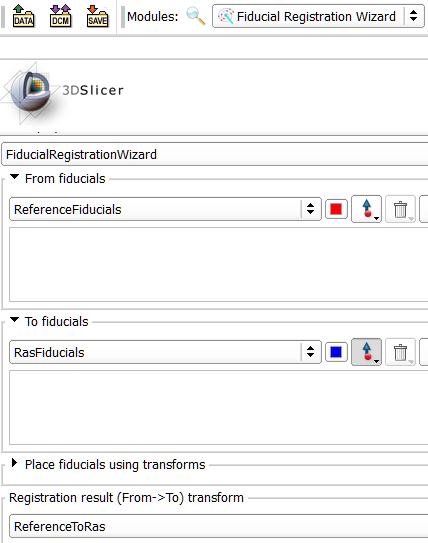 DATA DCM SAVE Modules: Fiducial Registration Wizard
3DSlicer
FiducialRegistrationWizard
From fiducials
ReferenceFiducials
To fiducials
RasFiducials
Place fiducials using transforms
Registration result (From->To) transform
ReferenceToRas